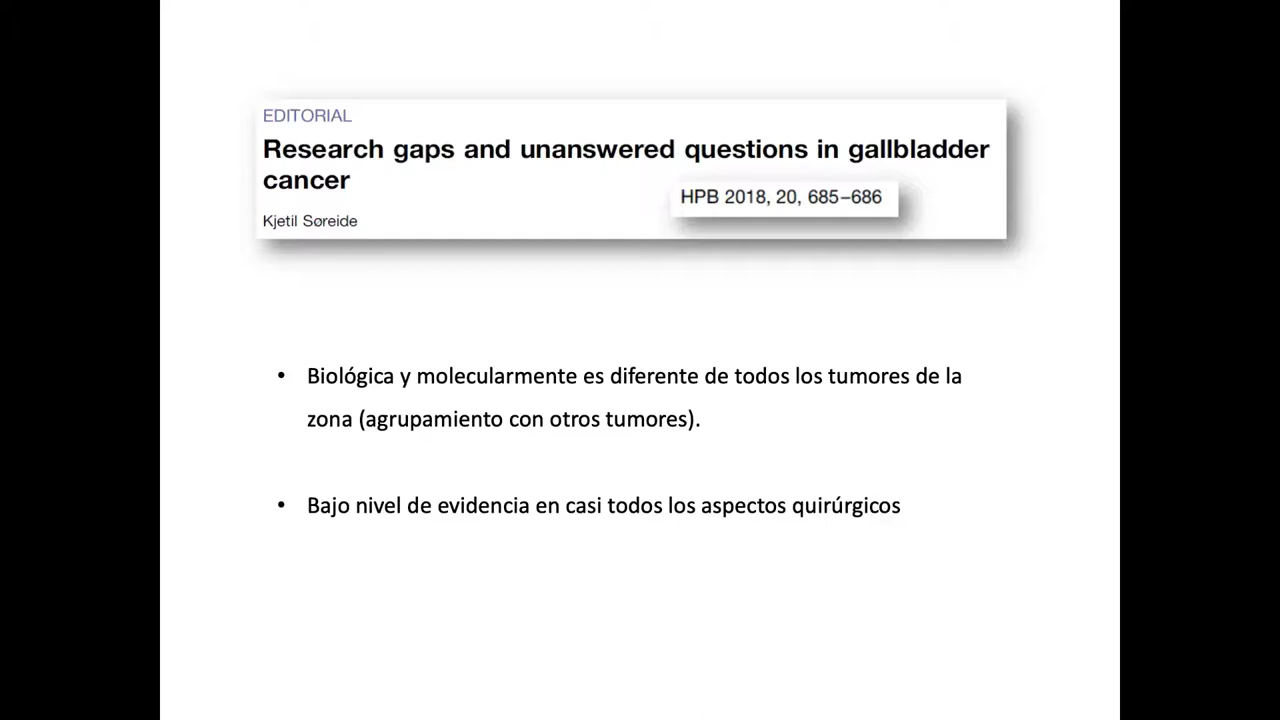 EDITORIAL
Research gaps and unanswered questions in gallbladder
cancer
HPB 2018, 20, 685–686
Kjetil Søreide
• Biológica y molecularmente es diferente de todos los tumores de la
zona (agrupamiento con otros tumores).
• Bajo nivel de evidencia en casi todos los aspectos quirúrgicos